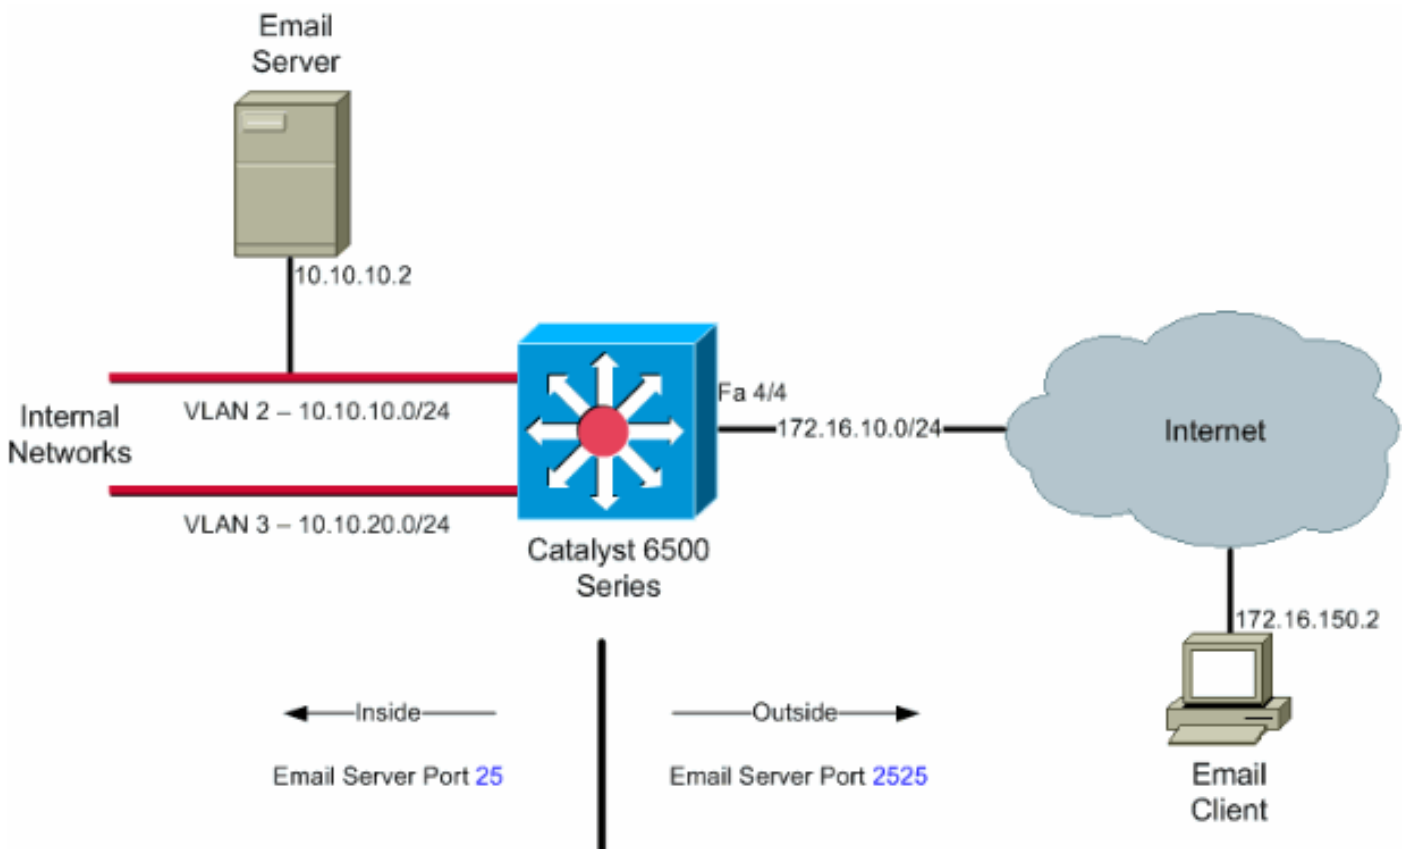 Email
Server
10.10.10.2
VLAN 2 – 10.10.10.0/24
Internal
Networks
VLAN 3 – 10.10.20.0/24
Fa 4/4
172.16.10.0/24
Internet
Catalyst 6500
Series
172.16.150.2
Email
Client
Inside
Outside
Email Server Port 25
Email Server Port 2525